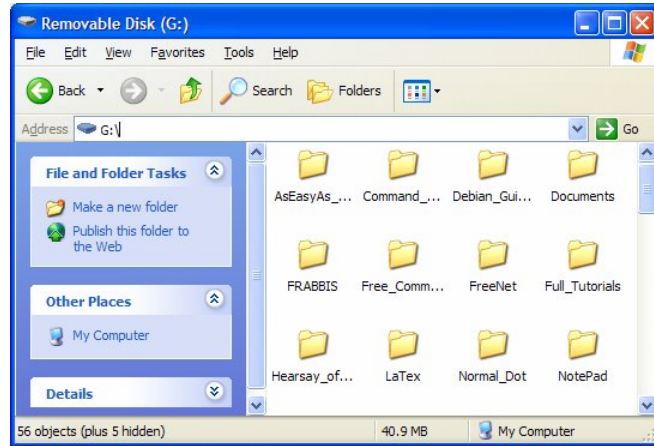 Removable Disk (G:)
File Edit View Favorites Tools Help
Back Search Folders
Address G:\ Go
File and Folder Tasks
Make a new folder
Publish this folder to
the Web
Other Places
My Computer
Details
AsEasyAs_... Command_... Debian_Gui... Documents
FRABBIS Free_Comm... FreeNet Full_Tutorials
Hearsay_of... LaTex Normal_Dot NotePad
56 objects (plus 5 hidden) 40.9 MB My Computer